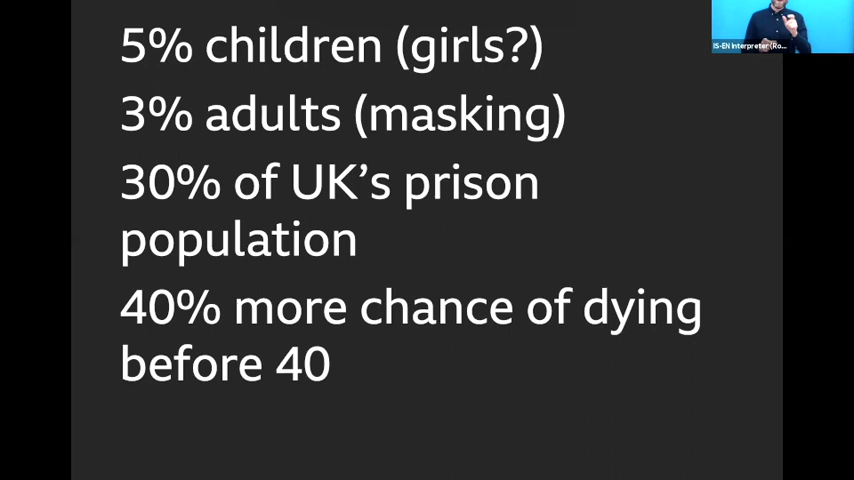 5% children (girls?)
IS-EN Interpreter (Ro...
3% adults (masking)
30% of UK’s prison
population
40% more chance of dying
before 40